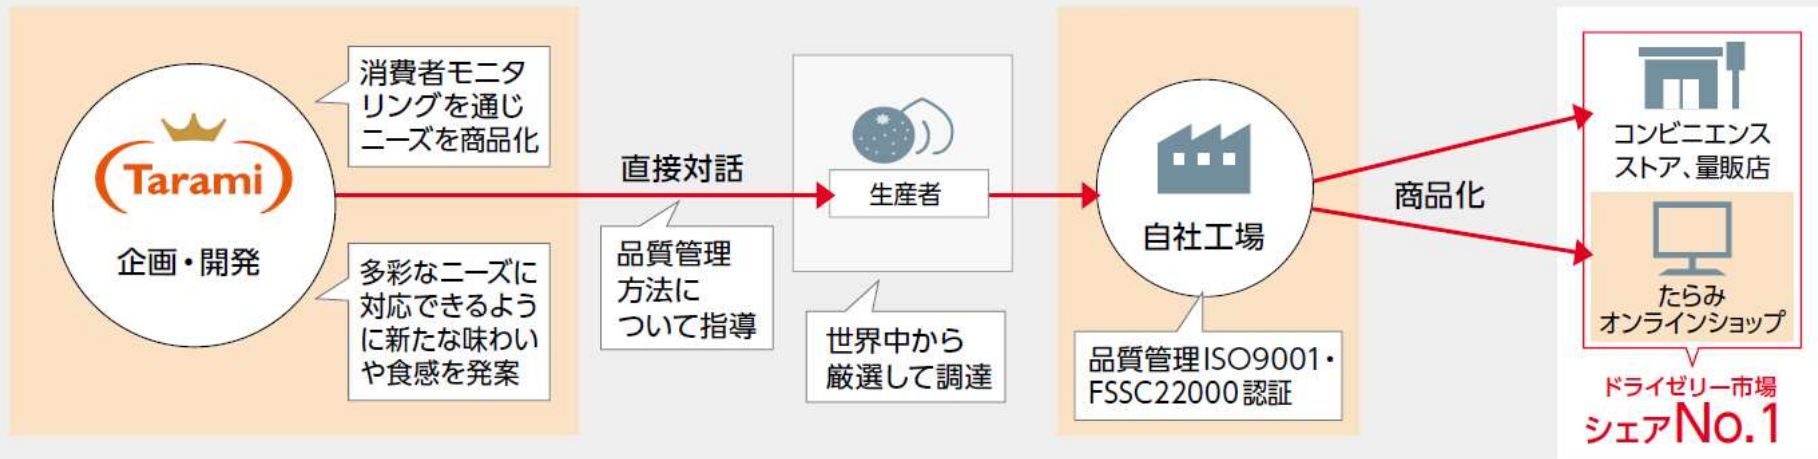 消費者モニタ
リングを通じ
ニーズを商品化
Tarami
企画・開発
多彩なニーズに
対応できるよう
に新たな味わい
や食感を発案
直接対話
品質管理
方法に
ついて指導
生産者
世界中から
厳選して調達
自社工場
品質管理ISO9001・
FSSC22000認証
商品化
コンビニエンス
ストア、量販店
たらみ
オンラインショップ
ドライゼリー市場
シェアNo.1